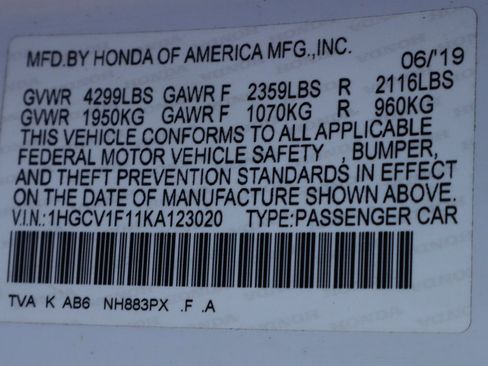 MFD.BY HONDA OF AMERICA MFG.,INC. 06/'19
GVWR 4299LBS GAWR F 2359LBS R 2116LBS
GVWR 1950KG GAWR F 1070KG R 960KG
THIS VEHICLE CONFORMS TO ALL APPLICABLE
FEDERAL MOTOR VEHICLE SAFETY , BUMPER,
AND THEFT PREVENTION STANDARDS IN EFFECT
ON THE DATE OF MANUFACTURE SHOWN ABOVE.
V.I.N.:1HGCV1F11KA123020 TYPE:PASSENGER CAR
TVA K AB6 NH883PX .F .A